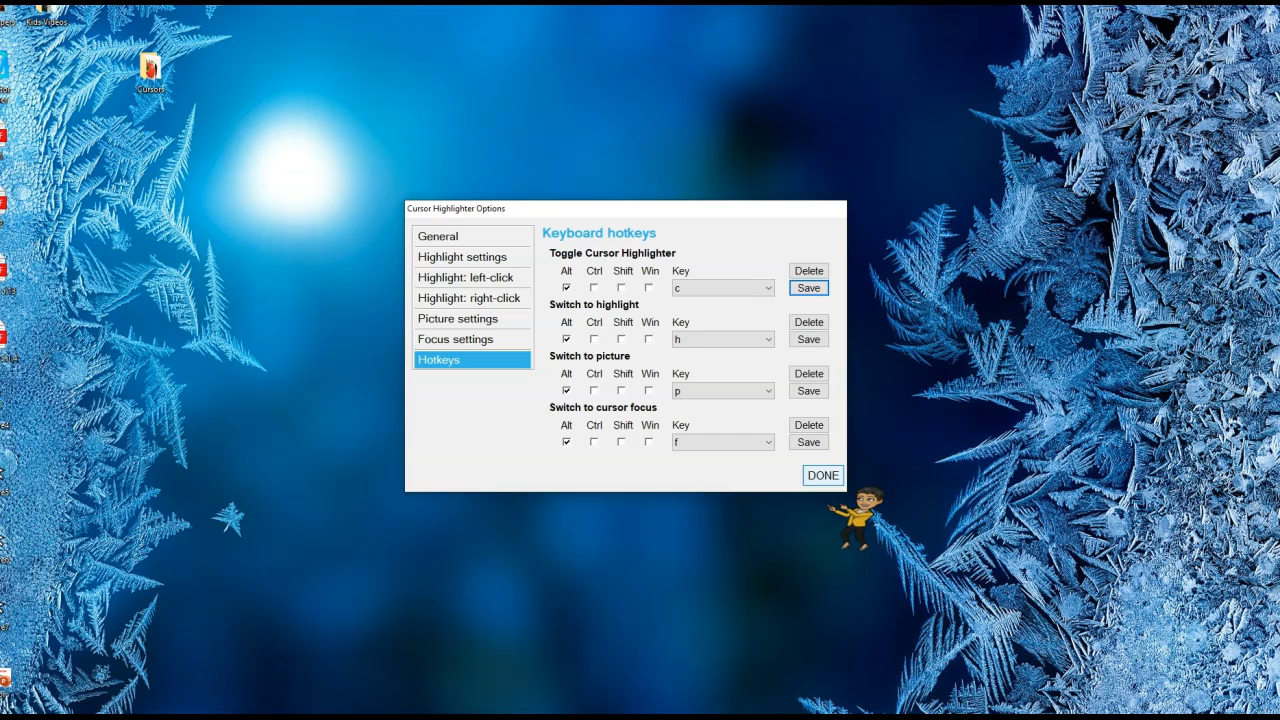 Kids Videos
Cursors
Cursor Highlighter Options
General
Highlight settings
Highlight: left-click
Highlight: right-click
Picture settings
Focus settings
Hotkeys
Keyboard hotkeys
Toggle Cursor Highlighter
Alt Ctrl Shift Win Key Delete
c Save
Switch to highlight
Alt Ctrl Shift Win Key Delete
h Save
Switch to picture
Alt Ctrl Shift Win Key Delete
p Save
Switch to cursor focus
Alt Ctrl Shift Win Key Delete
f Save
DONE